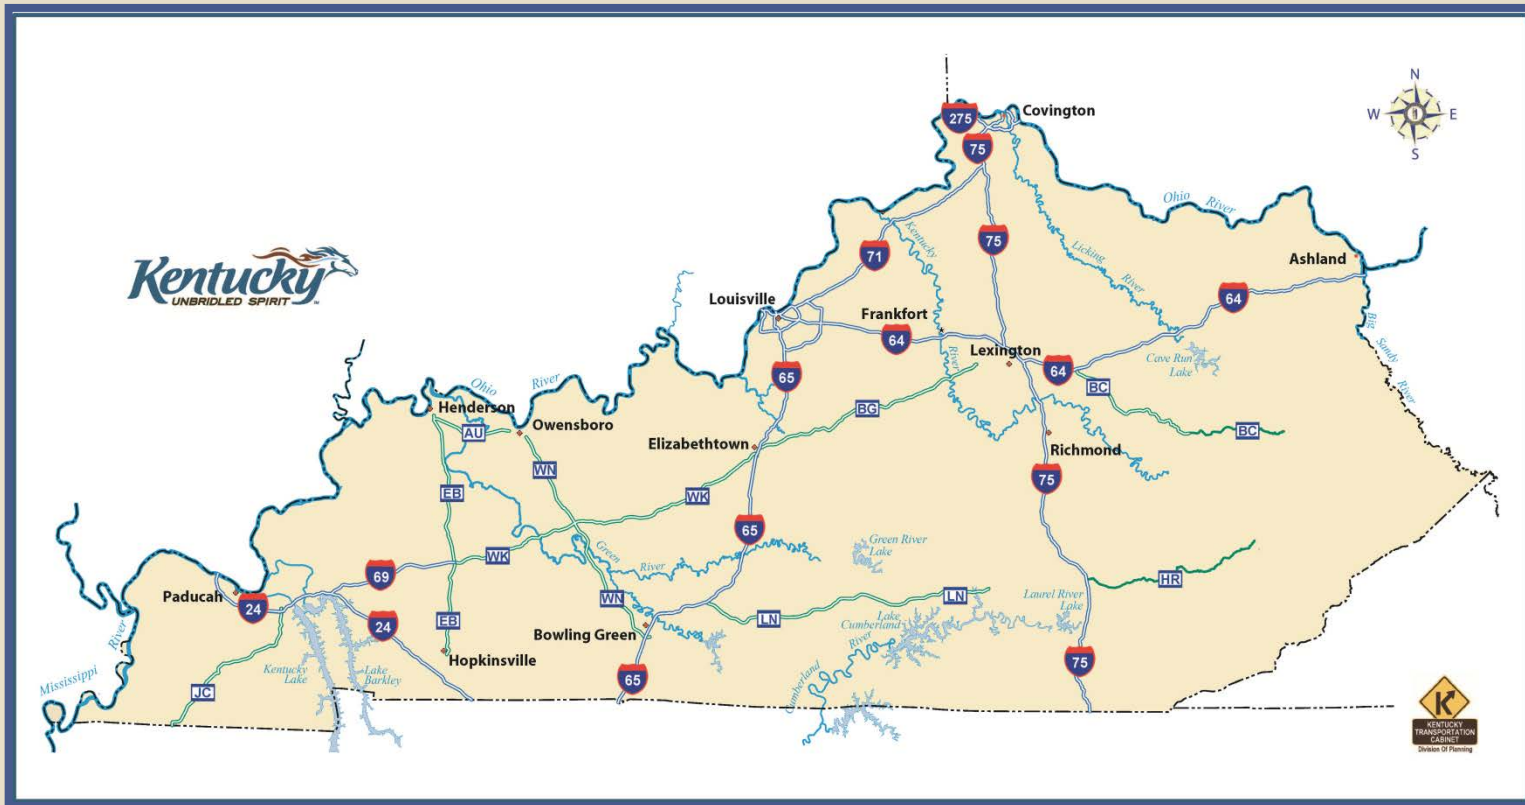 N
W E
S
275
Covington
75
Ohio River
Kentucky
UNBRIDLED SPIRIT
TM
71
75
Kentucky
River
Licking
River
Ashland
64
Louisville
Frankfort
64
Lexington
64
Cave Run
Lake
Big Sandy River
65
BC
BC
BG
Ohio River
Henderson
AU
Owensboro
Elizabethtown
Richmond
WN
EB
WK
75
65
WK
Green River
Green River
Lake
69
HR
Paducah
24
24
EB
WN
LN
LN
Laurel River
Lake
Lake
Cumberland
River
Cumberland
Bowling Green
Hopkinsville
65
75
Mississippi River
Kentucky
Lake
Lake
Barkley
JC
K
KENTUCKY
TRANSPORTATION
CABINET
Division Of Planning